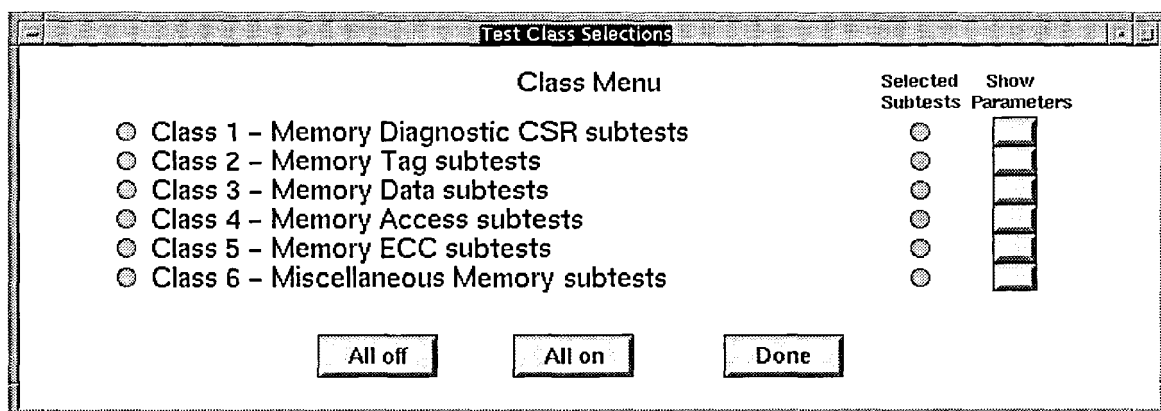 Test Class Selections
Class Menu
Selected Subtests
Show Parameters
Class 1 – Memory Diagnostic CSR subtests
Class 2 – Memory Tag subtests
Class 3 – Memory Data subtests
Class 4 – Memory Access subtests
Class 5 – Memory ECC subtests
Class 6 – Miscellaneous Memory subtests
All off
All on
Done